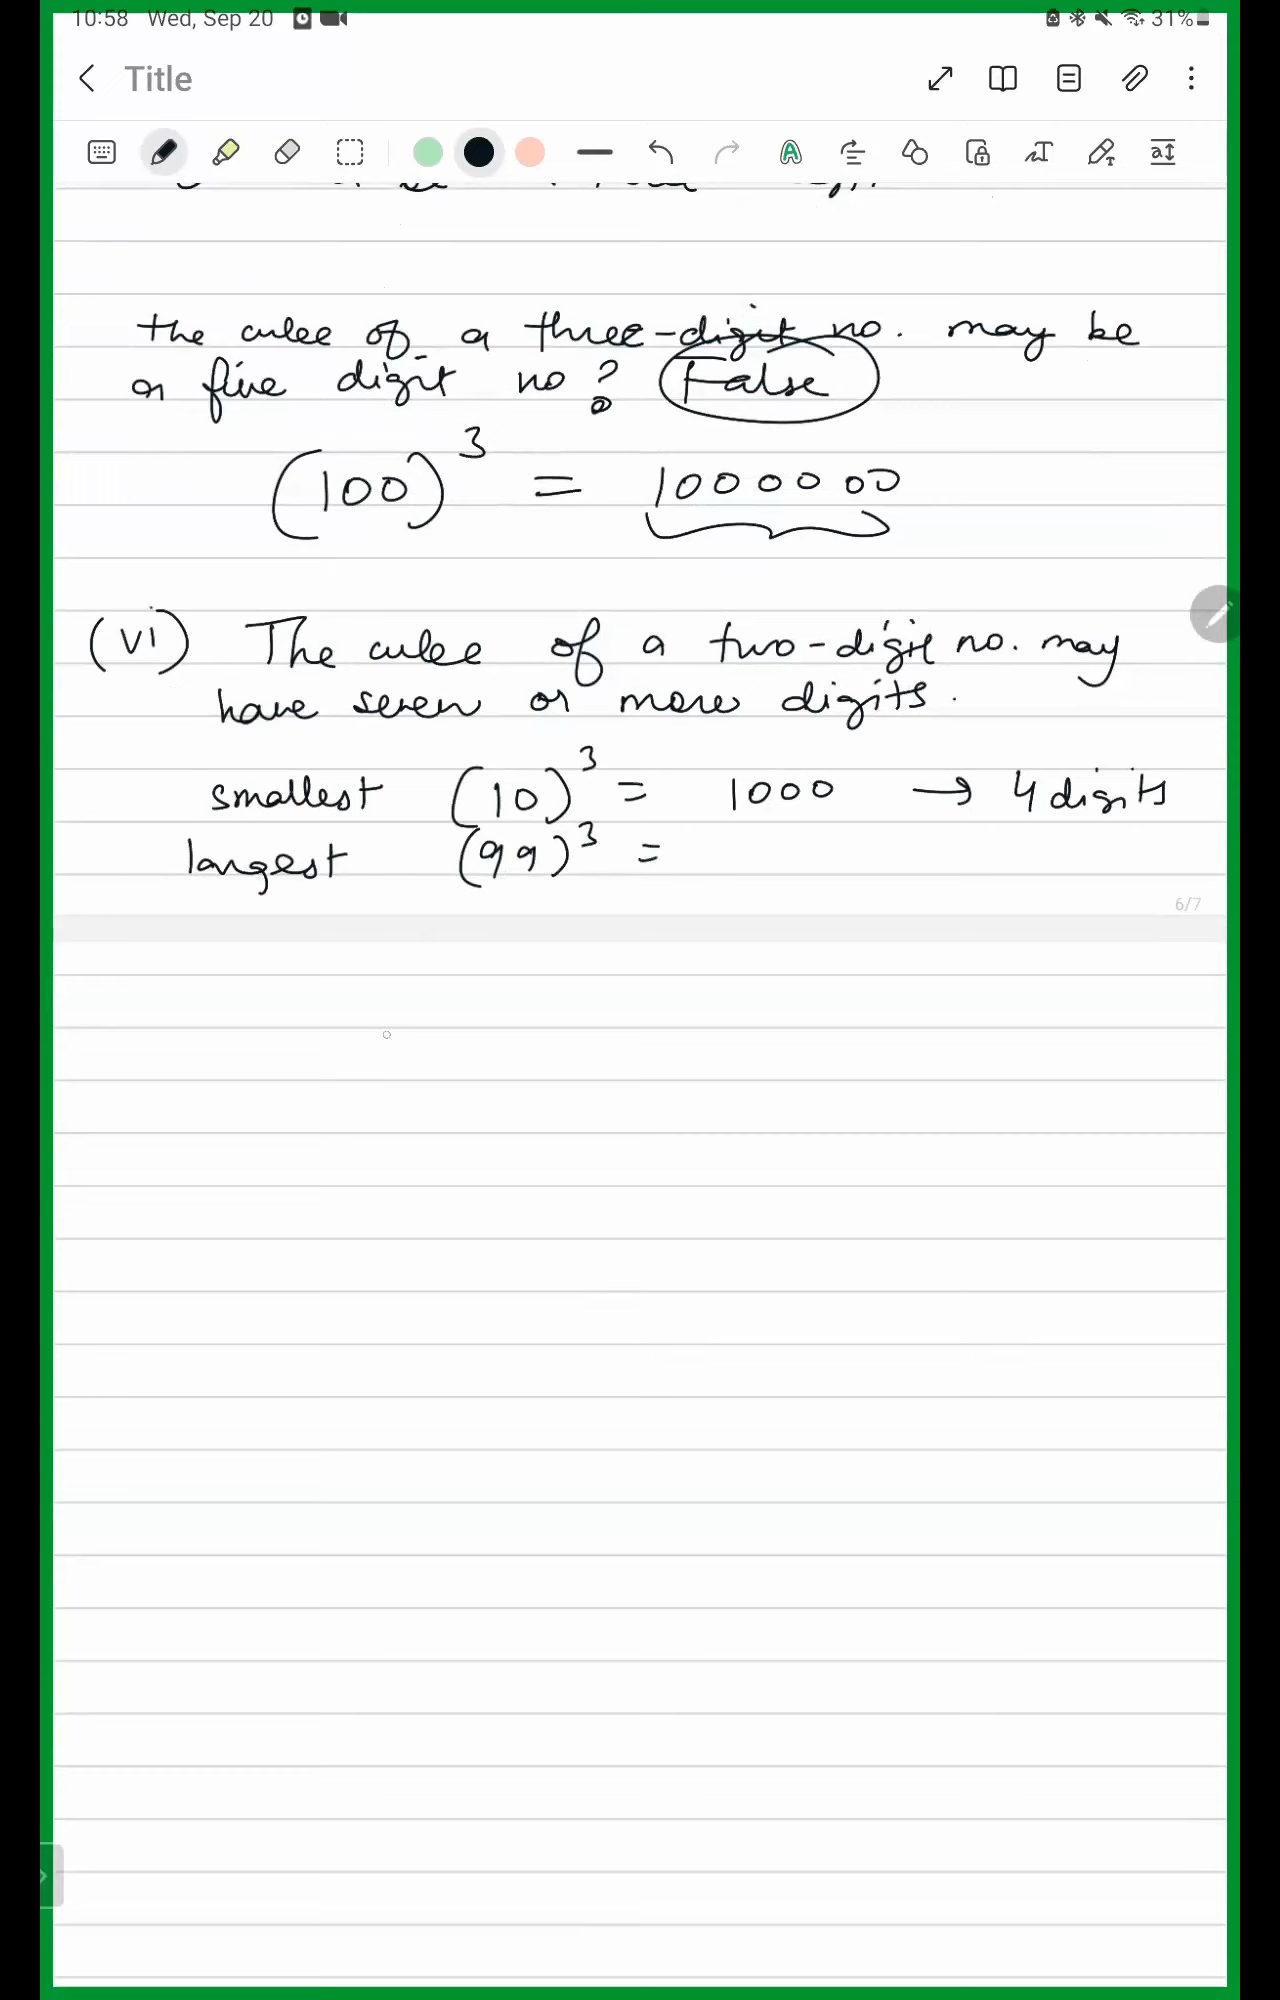 10:58 Wed, Sep 20 31%
Title
the cube of a three-digit no. may be
a five digit no? False
(100)³ = 1000000
(vi) The cube of a two-digit no. may
have seven or more digits.
smallest (10)³ = 1000 → 4 digits
largest (99)³ =
6/7